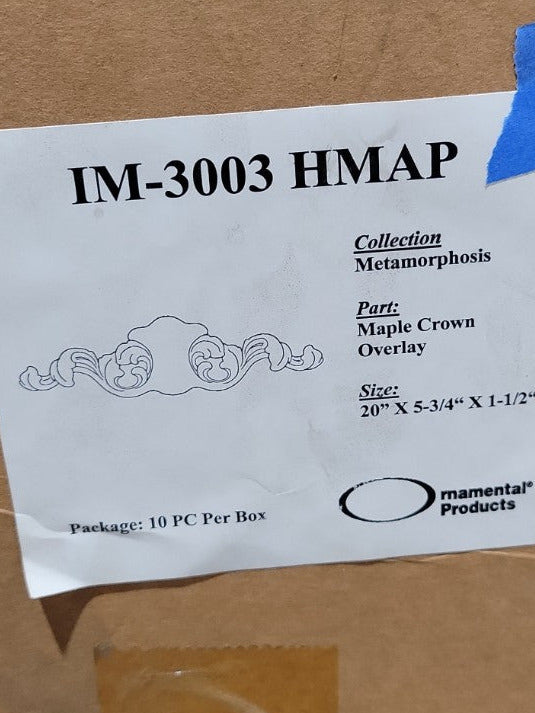 IM-3003 HMAP
Collection
Metamorphosis
Part:
Maple Crown
Overlay
Size:
20” X 5-3/4“ X 1-1/2“
Package: 10 PC Per Box
Ornamental®
Products